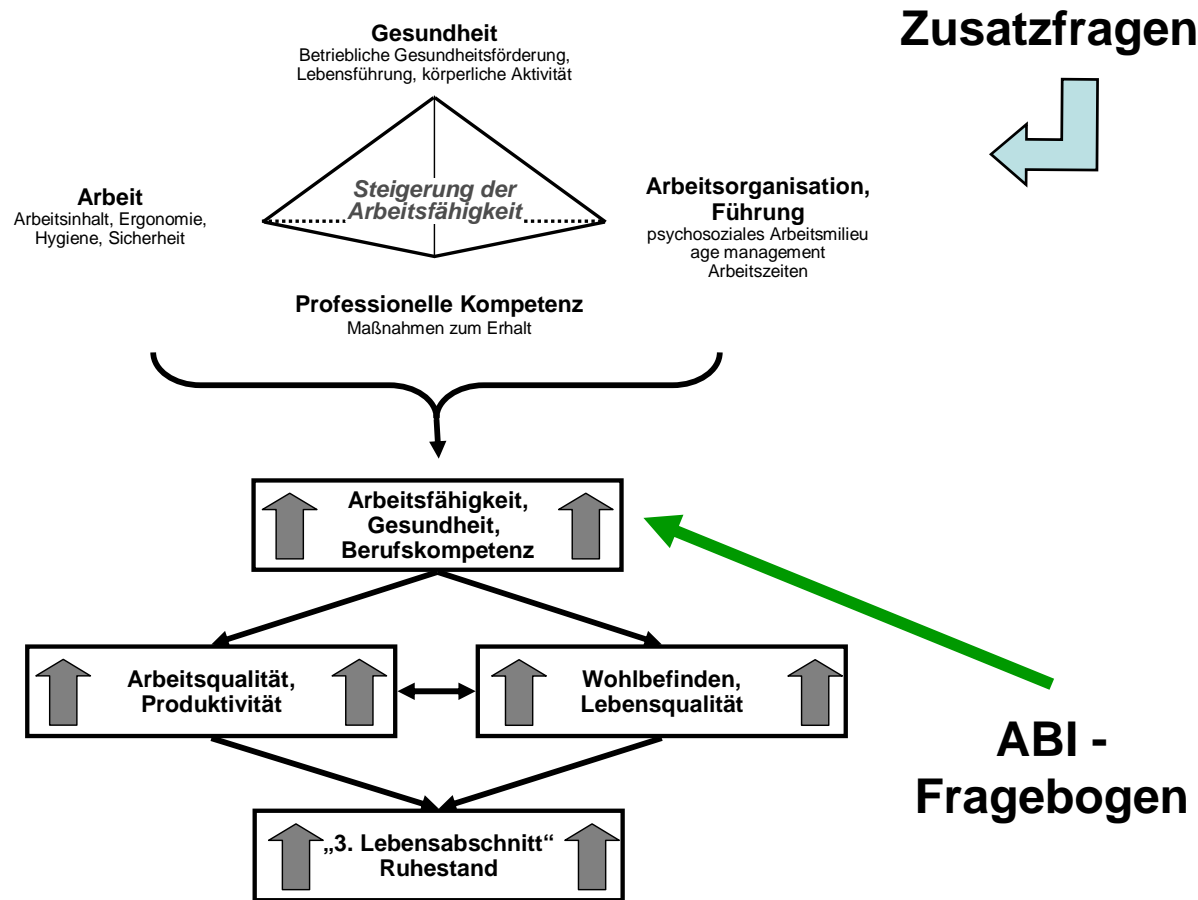 Zusatzfragen
Gesundheit
Betriebliche Gesundheitsförderung,
Lebensführung, körperliche Aktivität
Arbeit
Arbeitsinhalt, Ergonomie,
Hygiene, Sicherheit
Steigerung der
Arbeitsfähigkeit
Arbeitsorganisation,
Führung
psychosoziales Arbeitsmilieu
age management
Arbeitszeiten
Professionelle Kompetenz
Maßnahmen zum Erhalt
Arbeitsfähigkeit,
Gesundheit,
Berufskompetenz
Arbeitsqualität,
Produktivität
Wohlbefinden,
Lebensqualität
ABI -
Fragebogen
„3. Lebensabschnitt“
Ruhestand